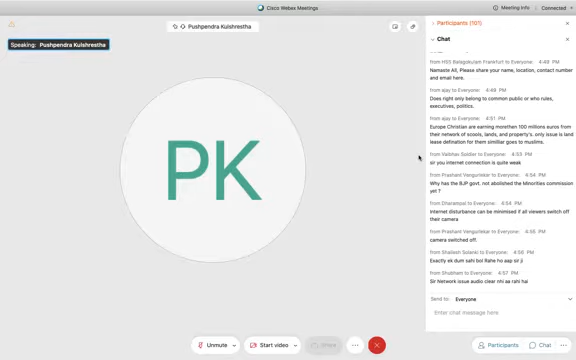 Cisco Webex Meetings
Meeting Info
Connected
Pushpendra Kulshrestha
Speaking: Pushpendra Kulshrestha
PK
Participants (101)
Chat
from HSS Balagokulam Frankfurt to Everyone: 4:48 PM
Namaste All, Please share your name, location, contact number
and email here.
from ajay to Everyone: 4:48 PM
Does right only belong to common public or who rules,
executives, politics.
from ajay to Everyone: 4:51 PM
Europe Christian are earning morethen 100 millions euros from
their network of scools, lands, and property's. only issue is land
lease defination for them similiar goes to muslims.
from Vaibhav Soldier to Everyone: 4:53 PM
sir you internet connection is quite weak
from Prashant Vengurlekar to Everyone: 4:54 PM
Why has the BJP govt. not abolished the Minorities commission
yet ?
from Dharampal to Everyone: 4:54 PM
internet disturbance can be minimised if all viewers switch off
their camera
from Prashant Vengurlekar to Everyone: 4:55 PM
camera switched off.
from Shailesh Solanki to Everyone: 4:56 PM
Exactly ek dum sahi bol Rahe ho aap sir ji
from Shubham to Everyone: 4:57 PM
Sir Network issue audio clear nhi sa rahi hai
Send to: Everyone
Enter chat message here
Unmute
Start video
Share
Participants
Chat